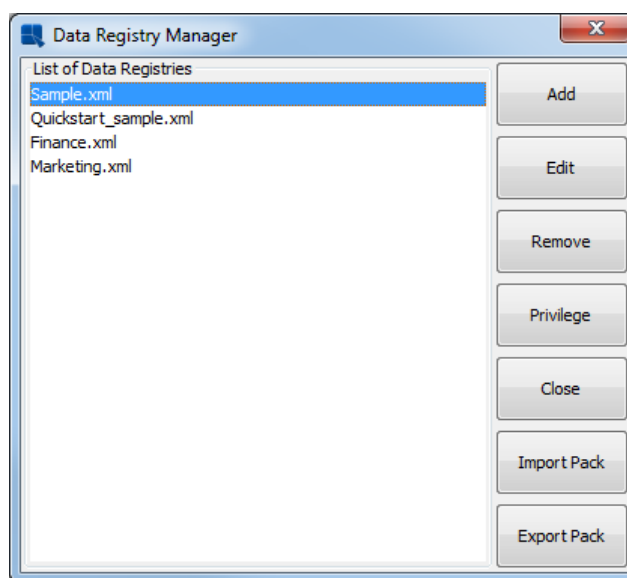 Data Registry Manager
List of Data Registries
Sample.xml
Quickstart_sample.xml
Finance.xml
Marketing.xml
Add
Edit
Remove
Privilege
Close
Import Pack
Export Pack